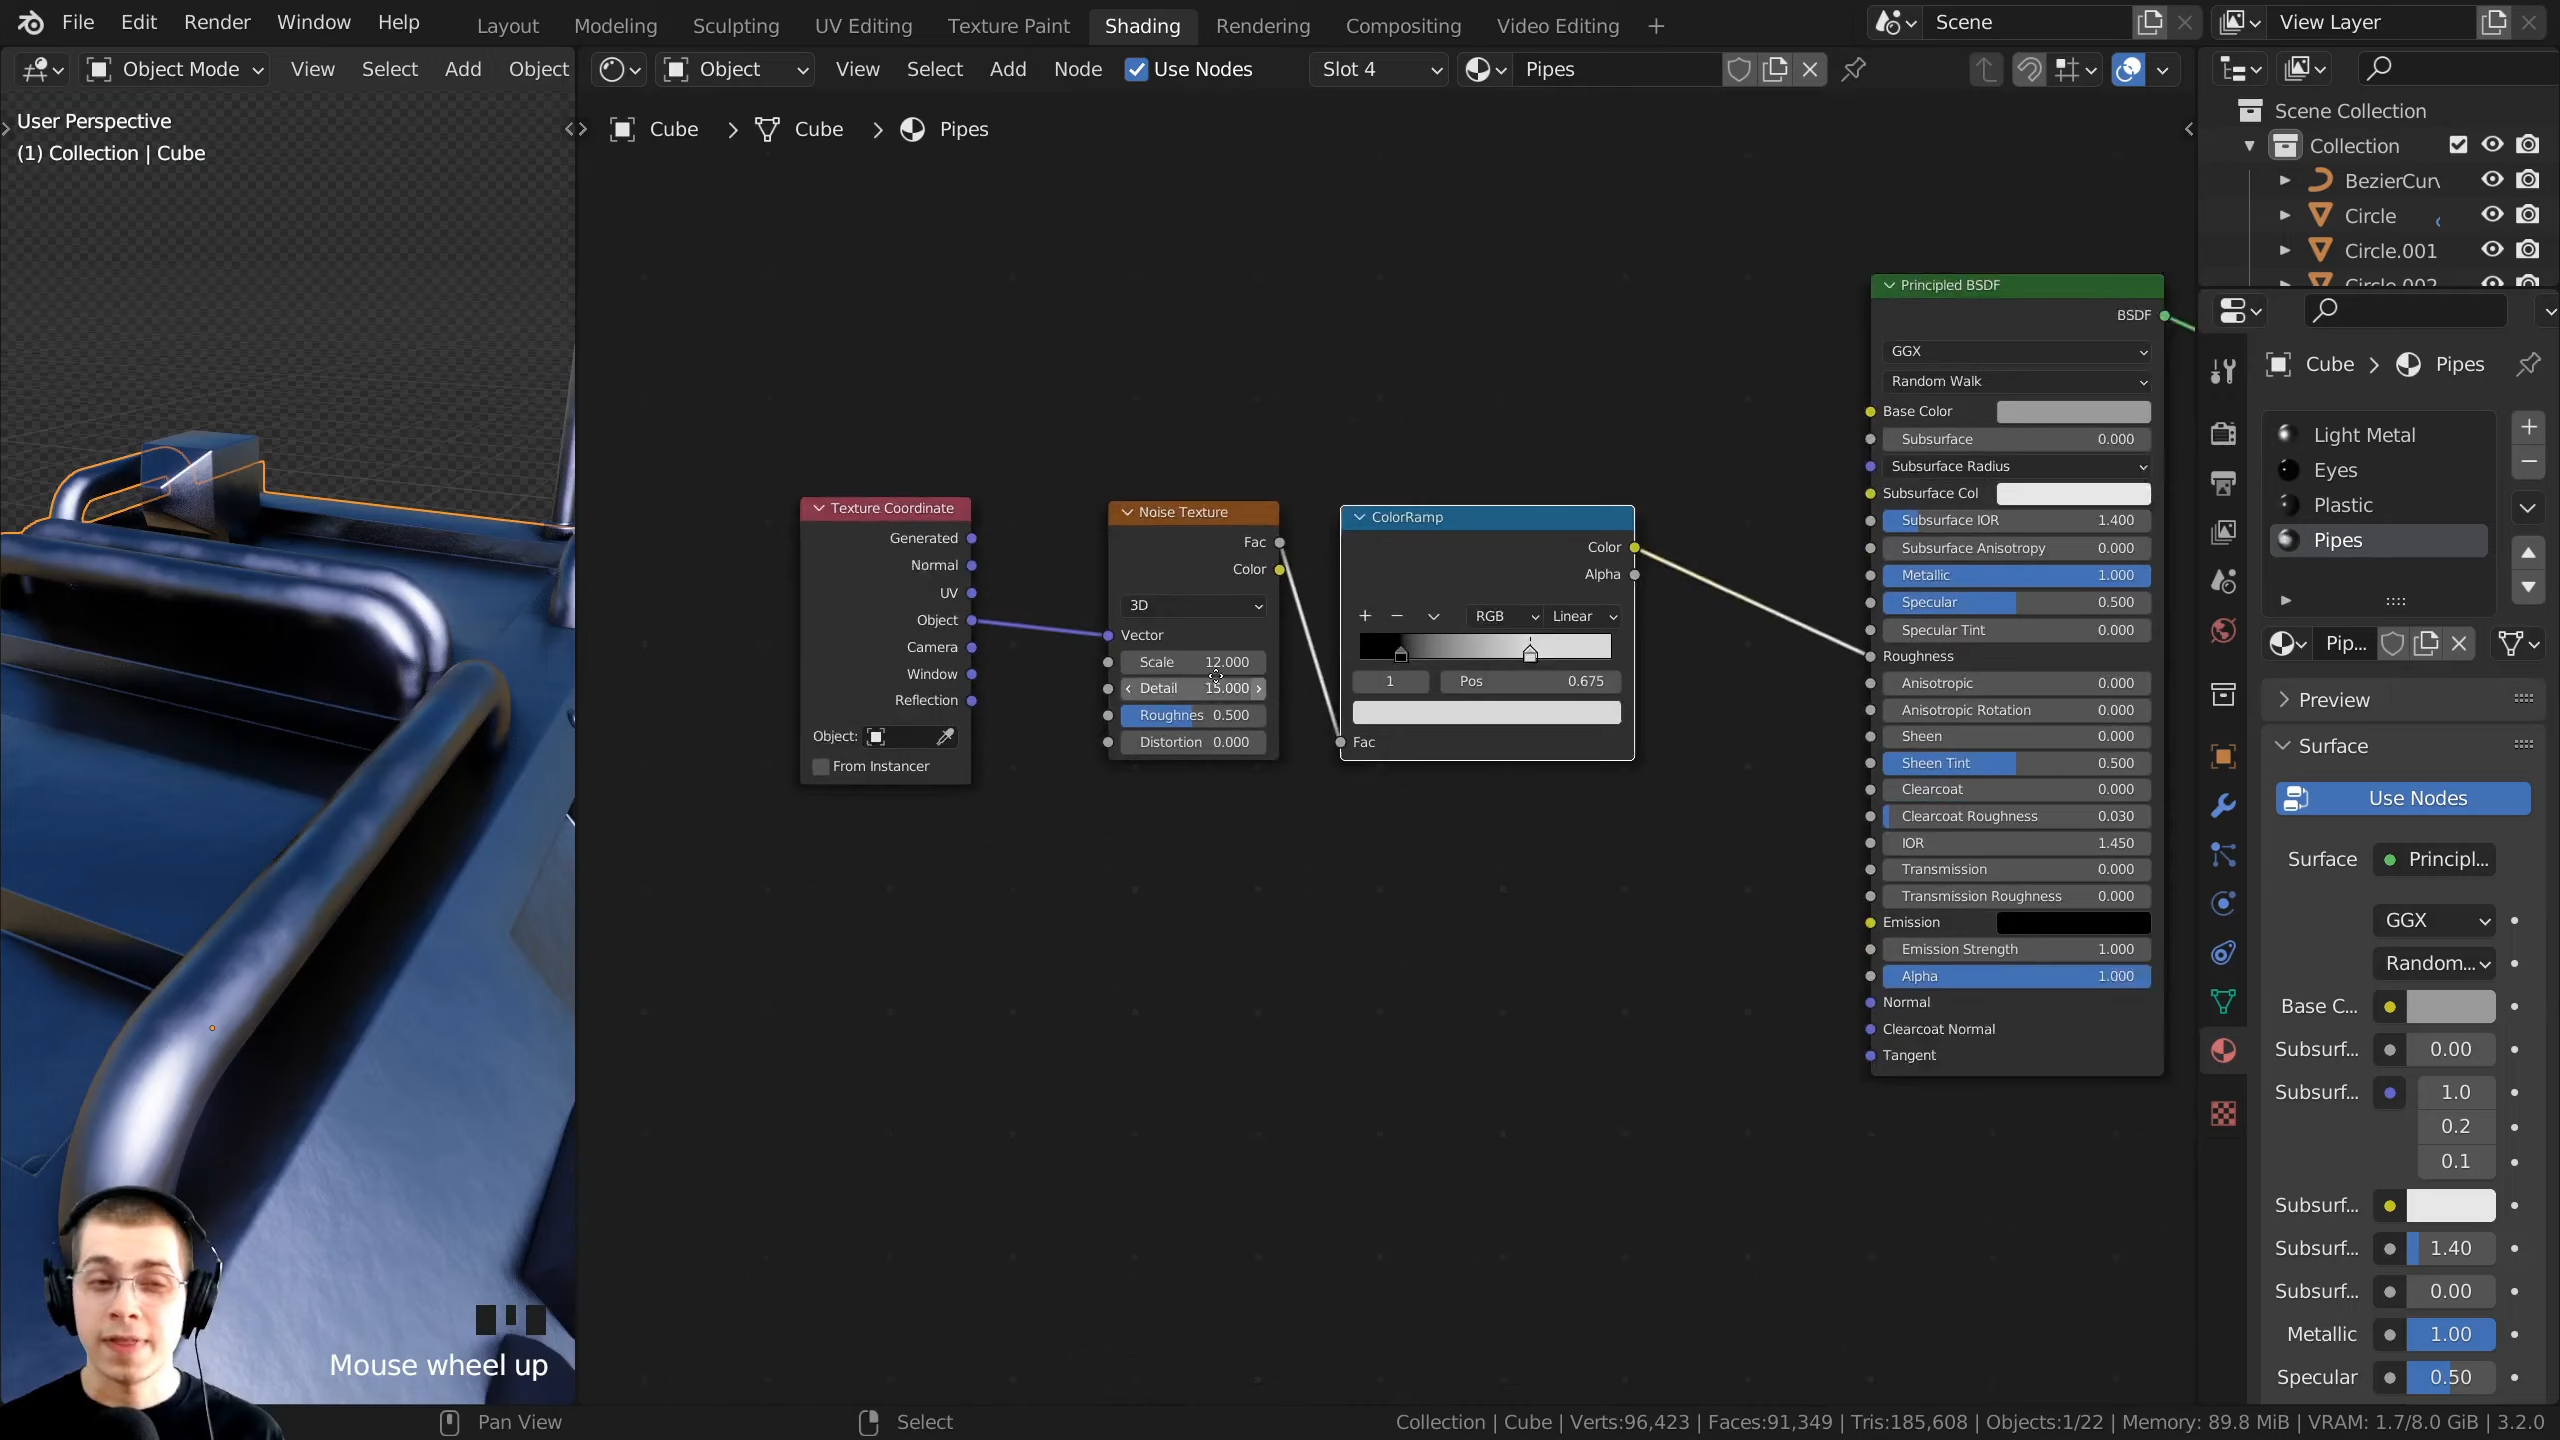 File Edit Render Window Help Layout Modeling Sculpting UV Editing Texture Paint Shading Rendering Compositing Video Editing + Scene View Layer
Object Mode View Select Add Object
Object View Select Add Node Use Nodes Slot 4 Pipes
User Perspective
(1) Collection | Cube
Cube > Cube > Pipes
Scene Collection
Collection
BezierCurv
Circle
Circle.001
Texture Coordinate
Generated
Normal
UV
Object
Camera
Window
Reflection
Object:
From Instancer
Noise Texture
Fac
Color
3D
Vector
Scale 12.000
Detail 15.000
Roughnes 0.500
Distortion 0.000
ColorRamp
Color
Alpha
+ − RGB Linear
1 Pos 0.675
Fac
Principled BSDF
BSDF
GGX
Random Walk
Base Color
Subsurface 0.000
Subsurface Radius
Subsurface Col
Subsurface IOR 1.400
Subsurface Anisotropy 0.000
Metallic 1.000
Specular 0.500
Specular Tint 0.000
Roughness
Anisotropic 0.000
Anisotropic Rotation 0.000
Sheen 0.000
Sheen Tint 0.500
Clearcoat 0.000
Clearcoat Roughness 0.030
IOR 1.450
Transmission 0.000
Transmission Roughness 0.000
Emission
Emission Strength 1.000
Alpha 1.000
Normal
Clearcoat Normal
Tangent
Cube > Pipes
Light Metal
Eyes
Plastic
Pipes
Pip...
Preview
Surface
Use Nodes
Surface Principl...
GGX
Random...
Base C...
Subsurf... 0.00
Subsurf... 1.0
0.2
0.1
Subsurf...
Subsurf... 1.40
Subsurf... 0.00
Metallic 1.00
Specular 0.50
Mouse wheel up
Pan View Select Collection | Cube | Verts:96,423 | Faces:91,349 | Tris:185,608 | Objects:1/22 | Memory: 89.8 MiB | VRAM: 1.7/8.0 GiB | 3.2.0